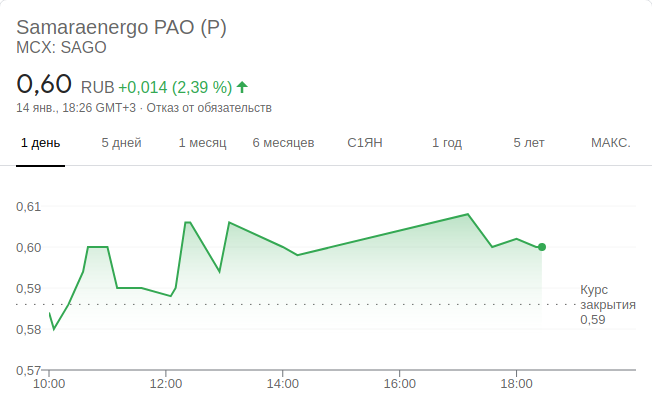 Samaraenergo PAO (P)
MCX: SAGO
0,60 RUB +0,014 (2,39 %)
14 янв., 18:26 GMT+3 · Отказ от обязательств
1 день 5 дней 1 месяц 6 месяцев С1ЯН 1 год 5 лет МАКС.
0,61
0,60
0,59
0,58
0,57
Курс
закрытия
0,59
10:00 12:00 14:00 16:00 18:00